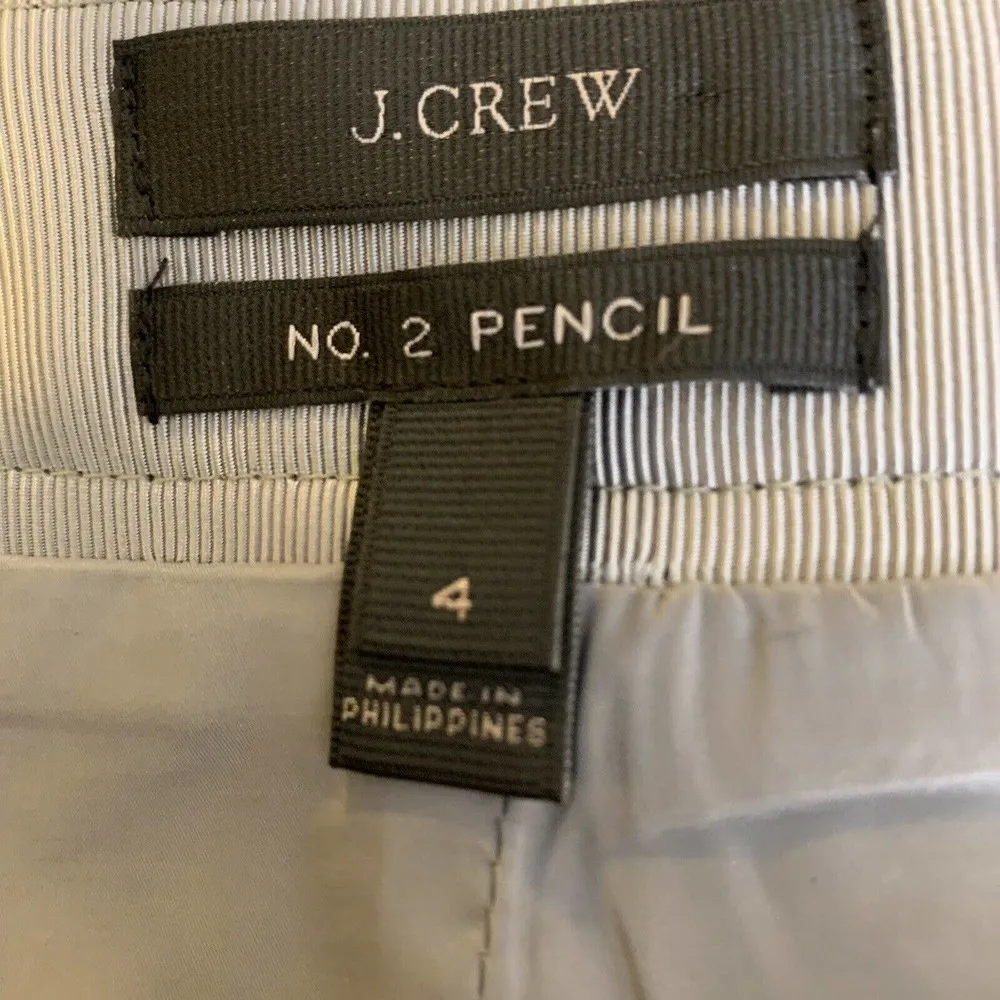 J.CREW
NO. 2 PENCIL
4
MADE IN
PHILIPPINES